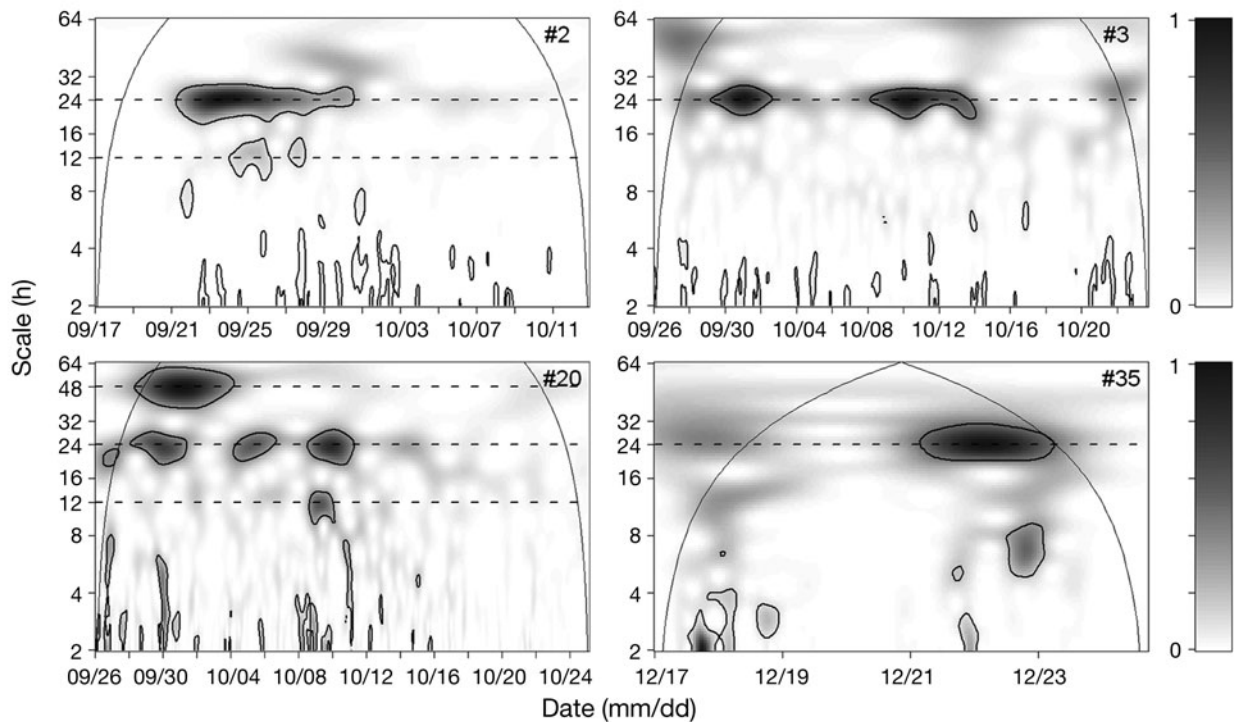 64 32 24 16 12 8 4 2
#2
09/17 09/21 09/25 09/29 10/03 10/07 10/11
64 32 24 16 8 4 2
#3
09/26 09/30 10/04 10/09 10/12 10/16 10/20
1
0
Scale (h)
64 48 32 24 16 12 8 4 2
#20
09/26 09/30 10/04 10/08 10/12 10/16 10/20 10/24
64 32 24 16 8 4 2
#35
12/17 12/19 12/21 12/23
1
0
Date (mm/dd)